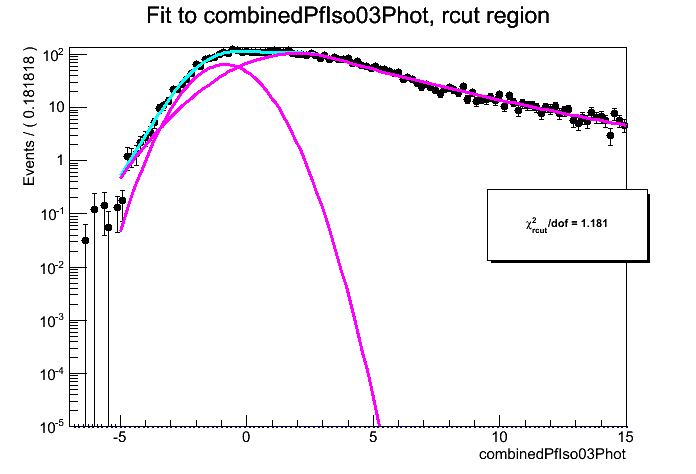 Fit to combinedPfIso03Phot, rcut region
Events / ( 0.181818 )
10²
10
1
10⁻¹
10⁻²
10⁻³
10⁻⁴
10⁻⁵
χ²rcut/dof = 1.181
-5 0 5 10 15
combinedPfIso03Phot